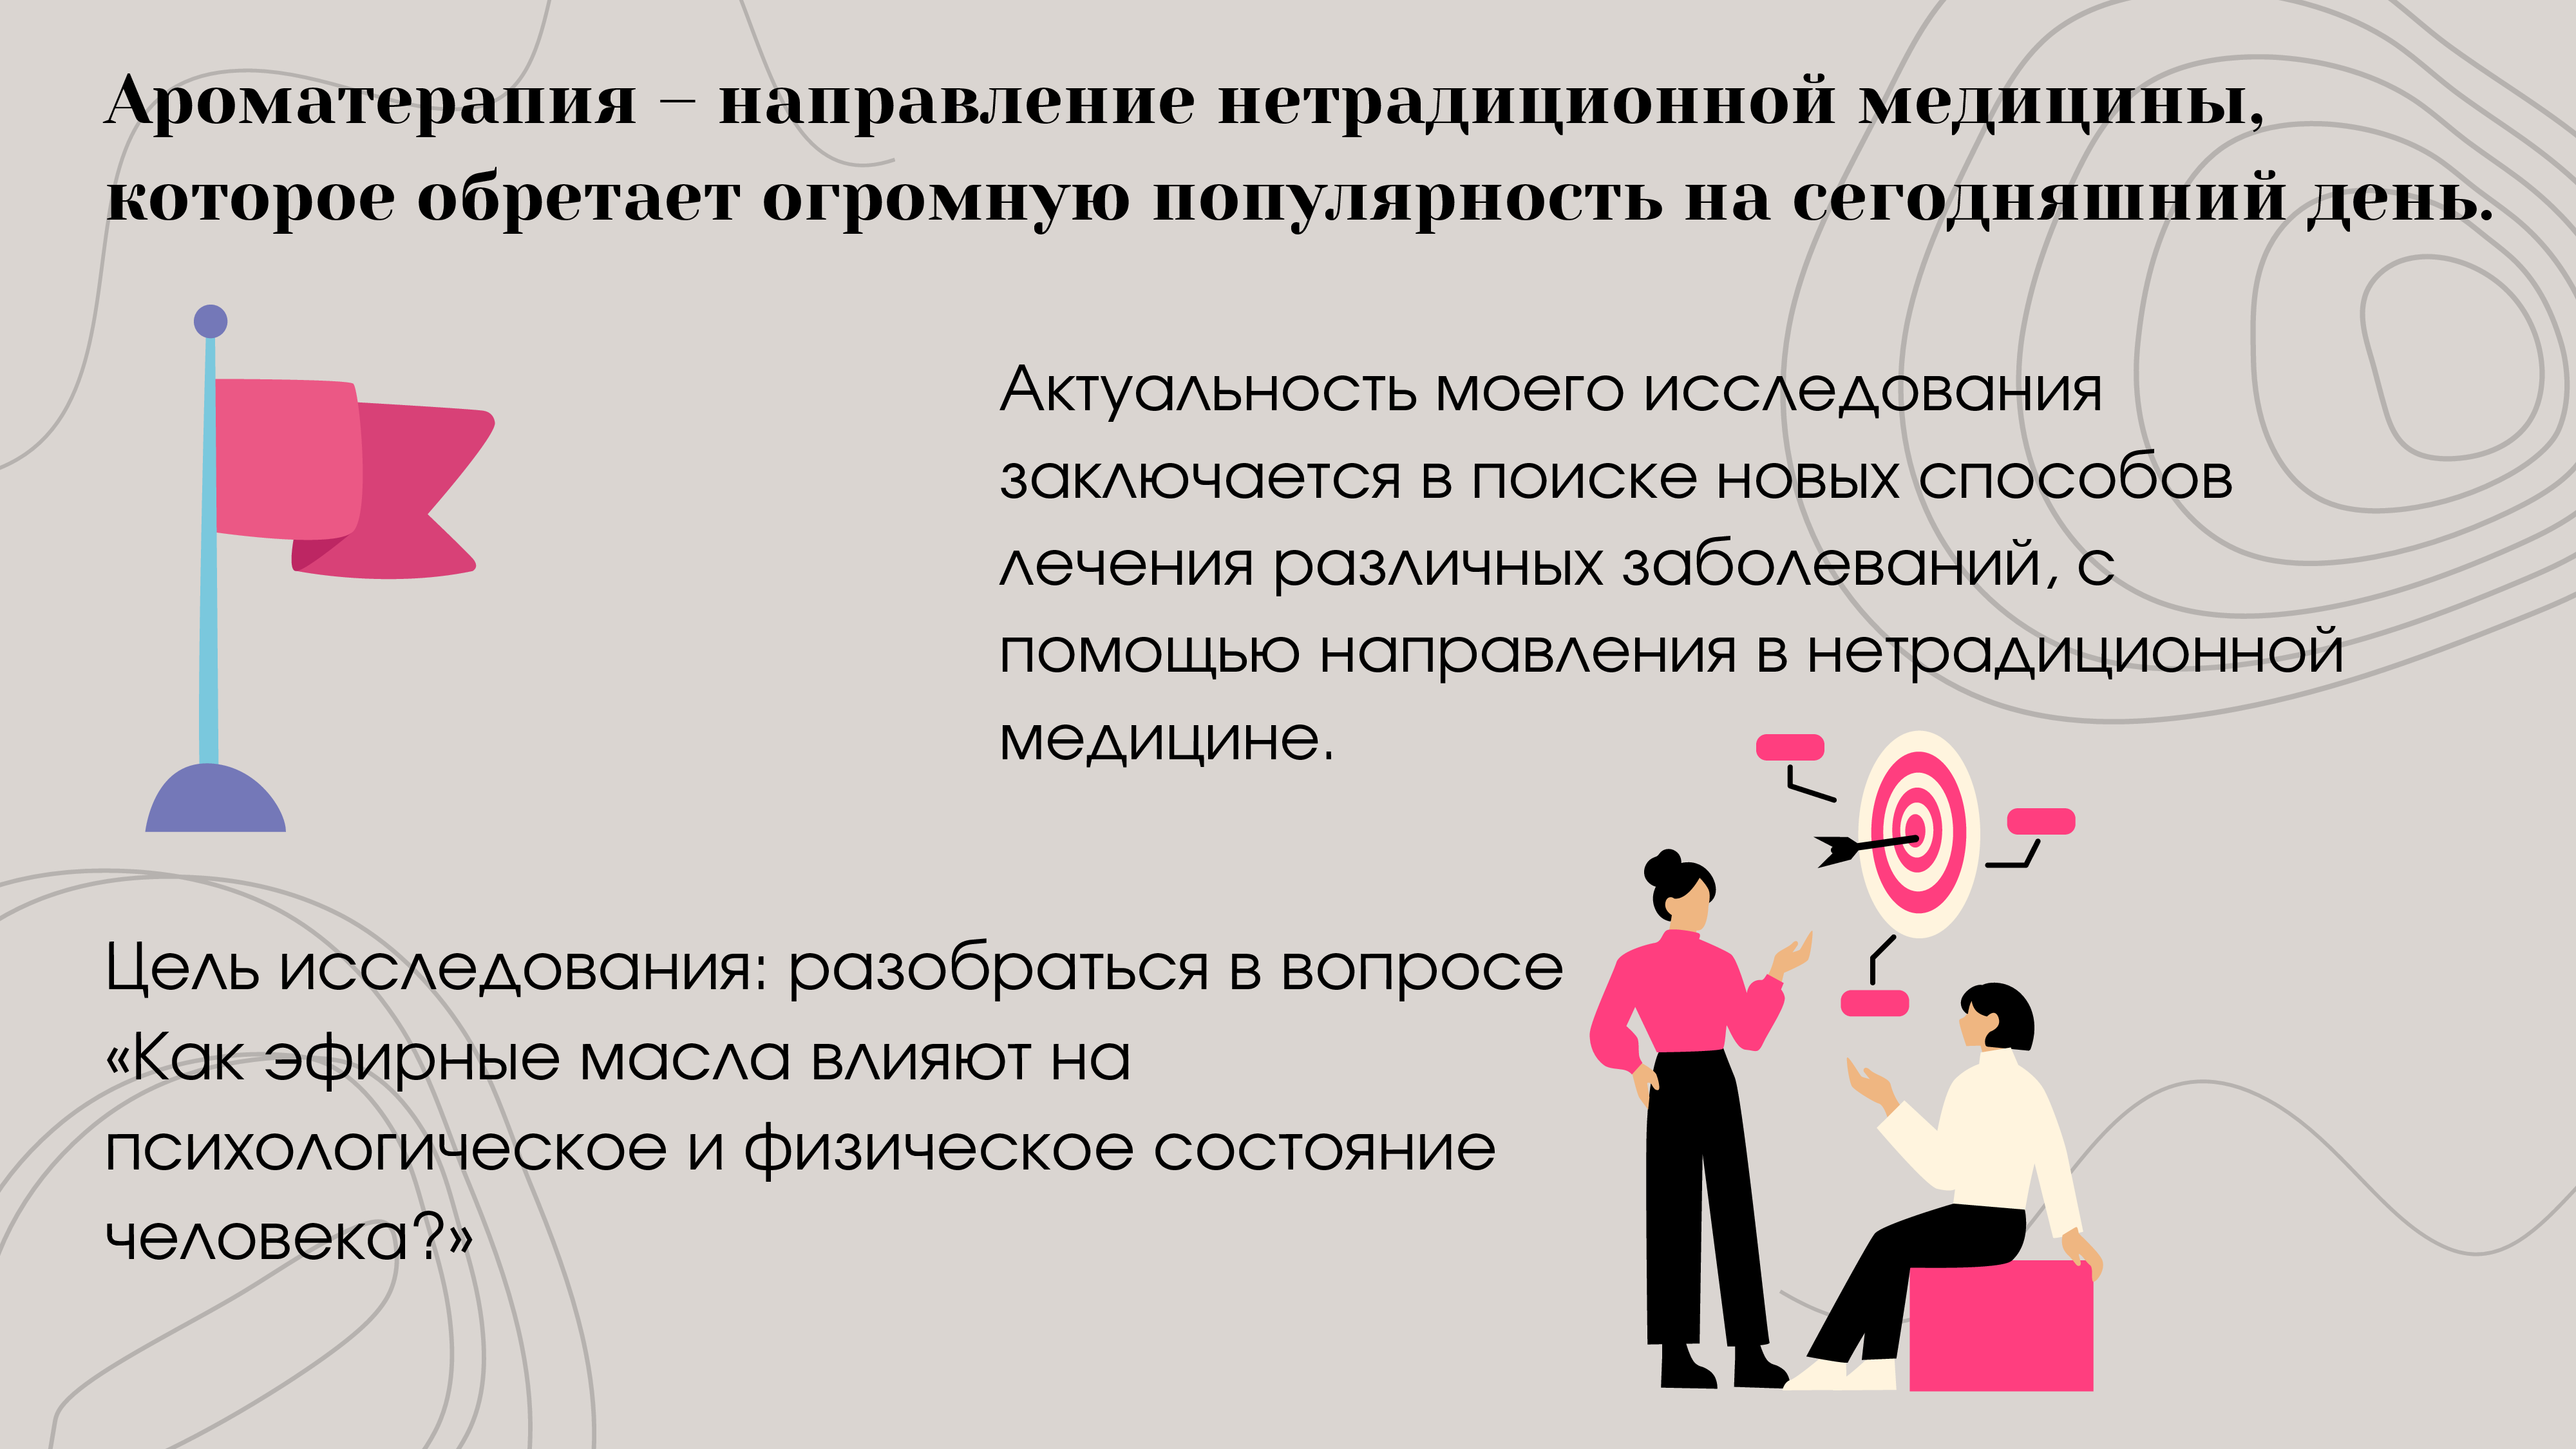 Ароматерапия – направление нетрадиционной медицины,
которое обретает огромную популярность на сегодняшний день.
Актуальность моего исследования
заключается в поиске новых способов
лечения различных заболеваний, с
помощью направления в нетрадиционной
медицине.
Цель исследования: разобраться в вопросе
«Как эфирные масла влияют на
психологическое и физическое состояние
человека?»